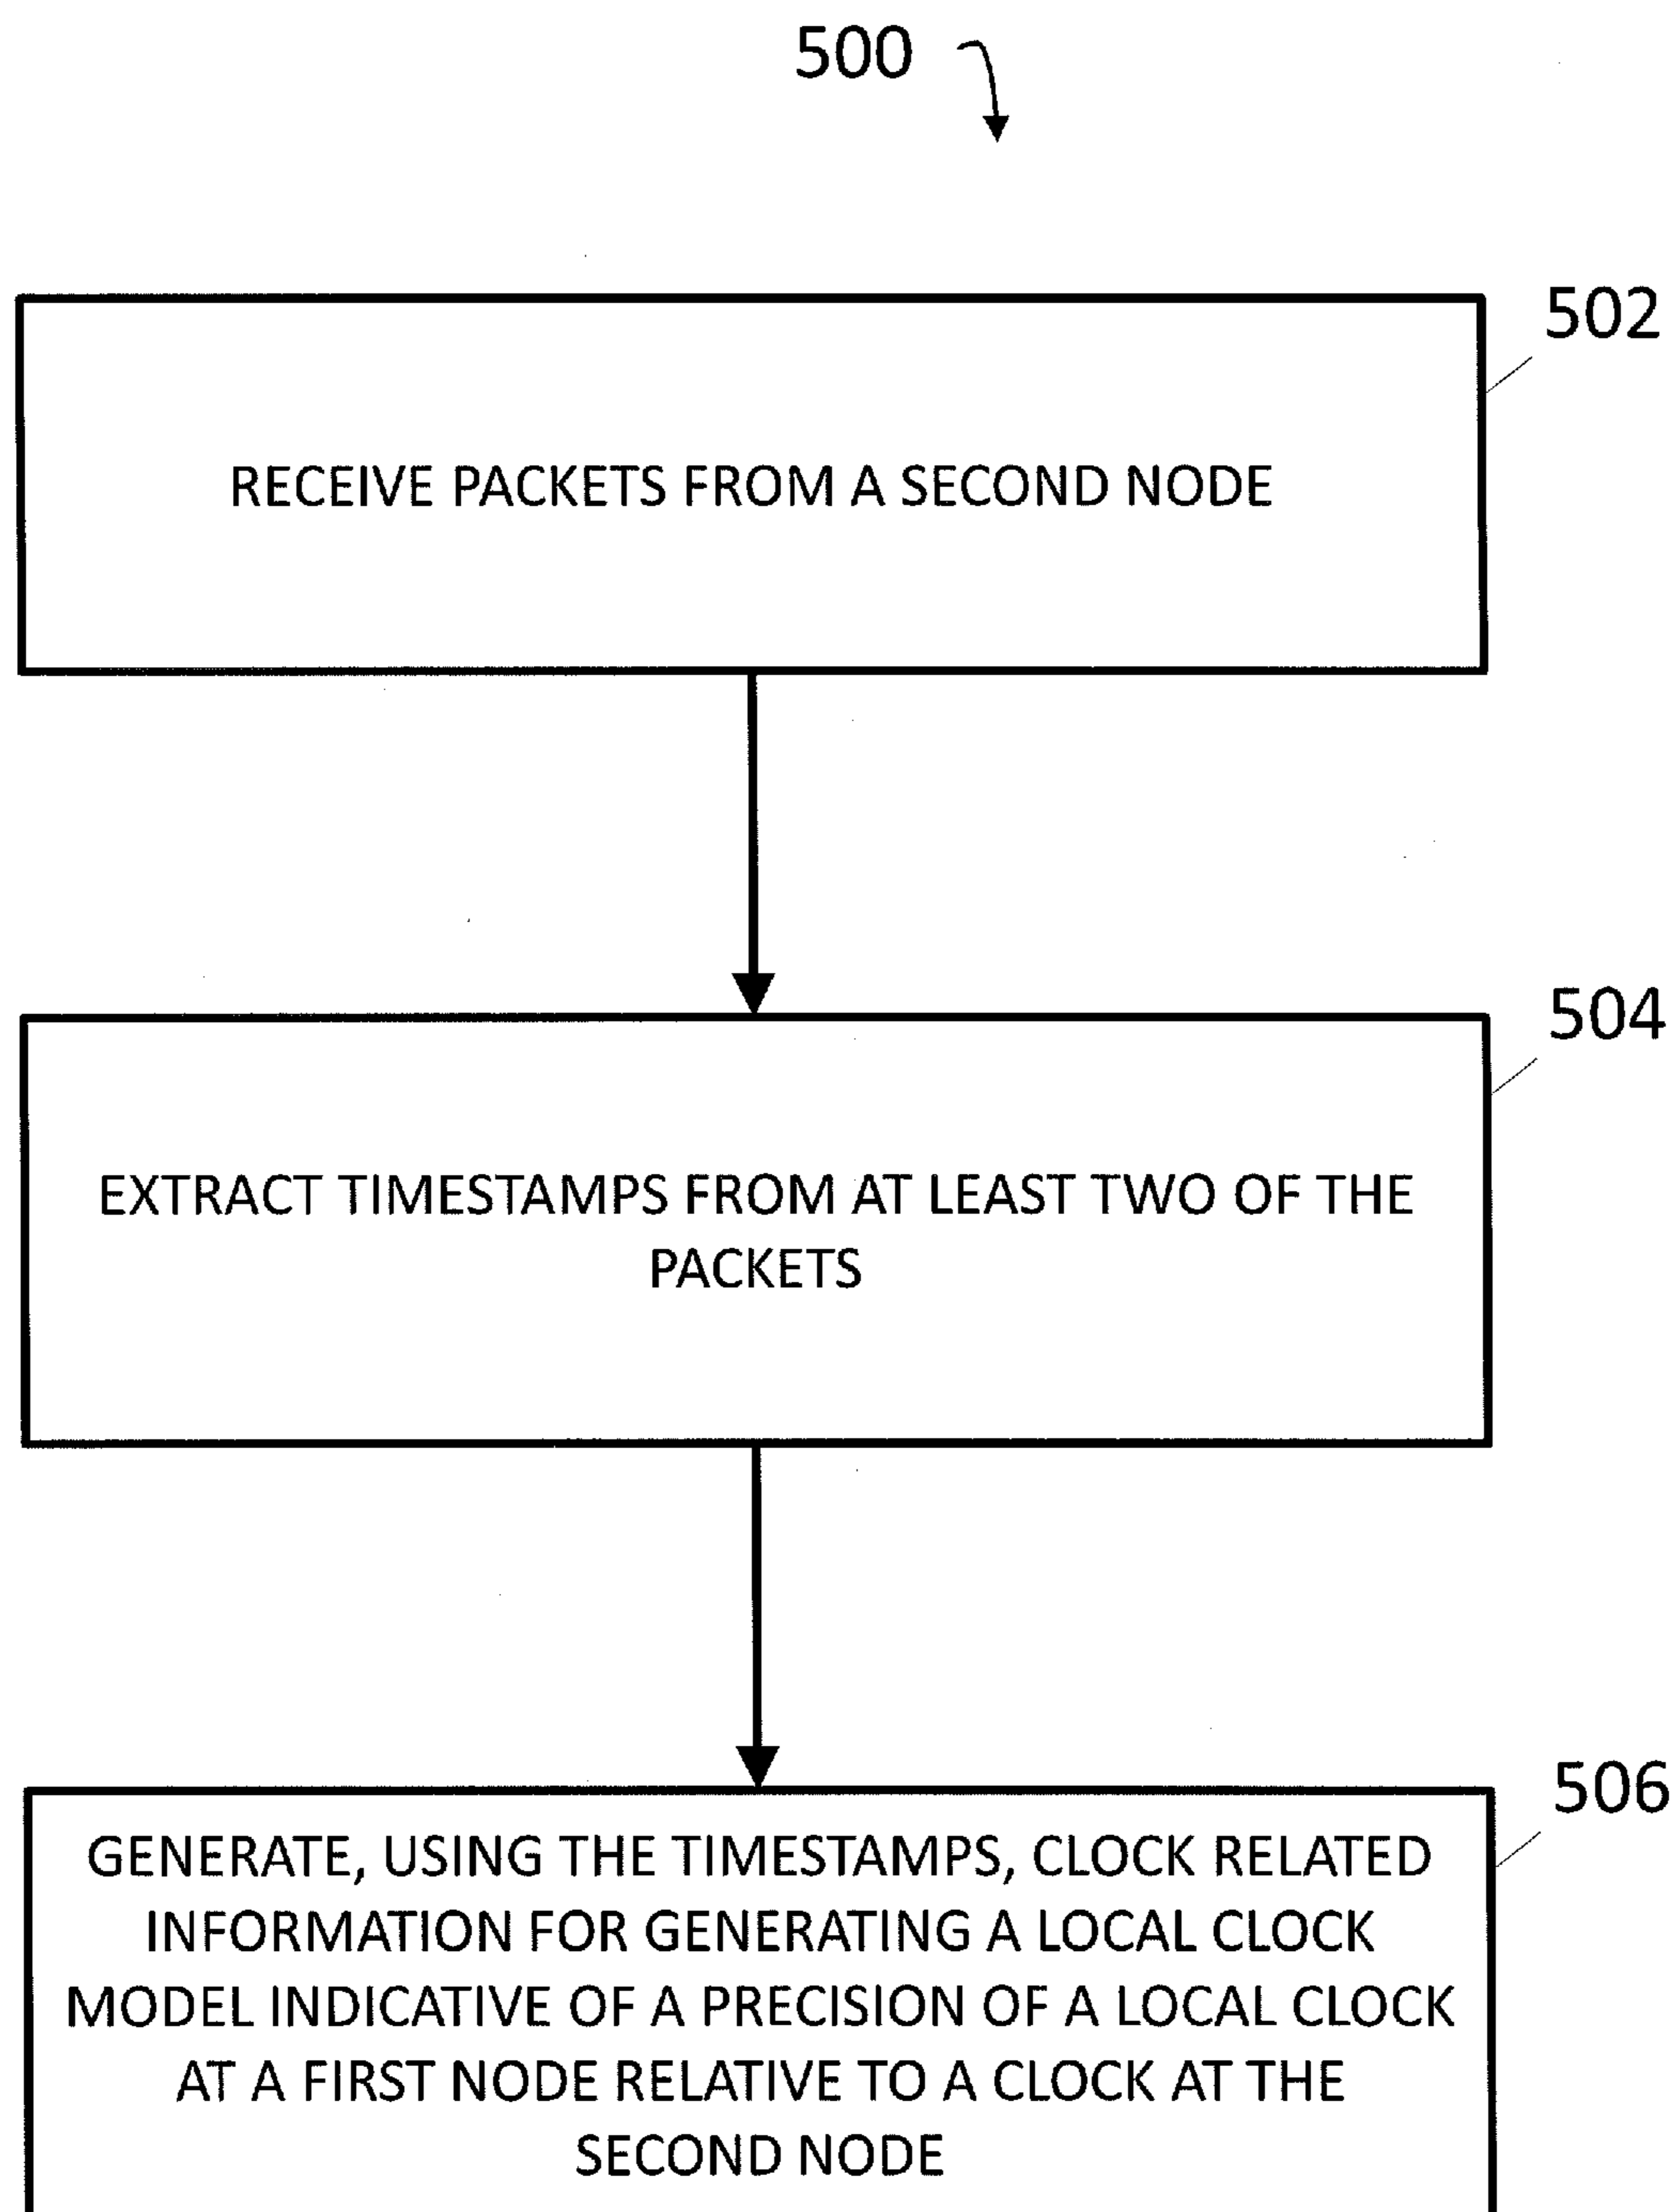 500
502
RECEIVE PACKETS FROM A SECOND NODE
504
EXTRACT TIMESTAMPS FROM AT LEAST TWO OF THE
PACKETS
506
GENERATE, USING THE TIMESTAMPS, CLOCK RELATED
INFORMATION FOR GENERATING A LOCAL CLOCK
MODEL INDICATIVE OF A PRECISION OF A LOCAL CLOCK
AT A FIRST NODE RELATIVE TO A CLOCK AT THE
SECOND NODE